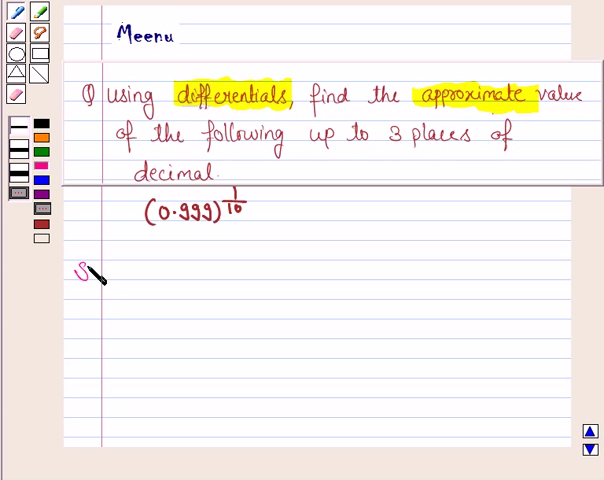 Meenu
Q Using differentials, find the approximate value
of the following up to 3 places of
decimal.
(0.999)^1/10
S